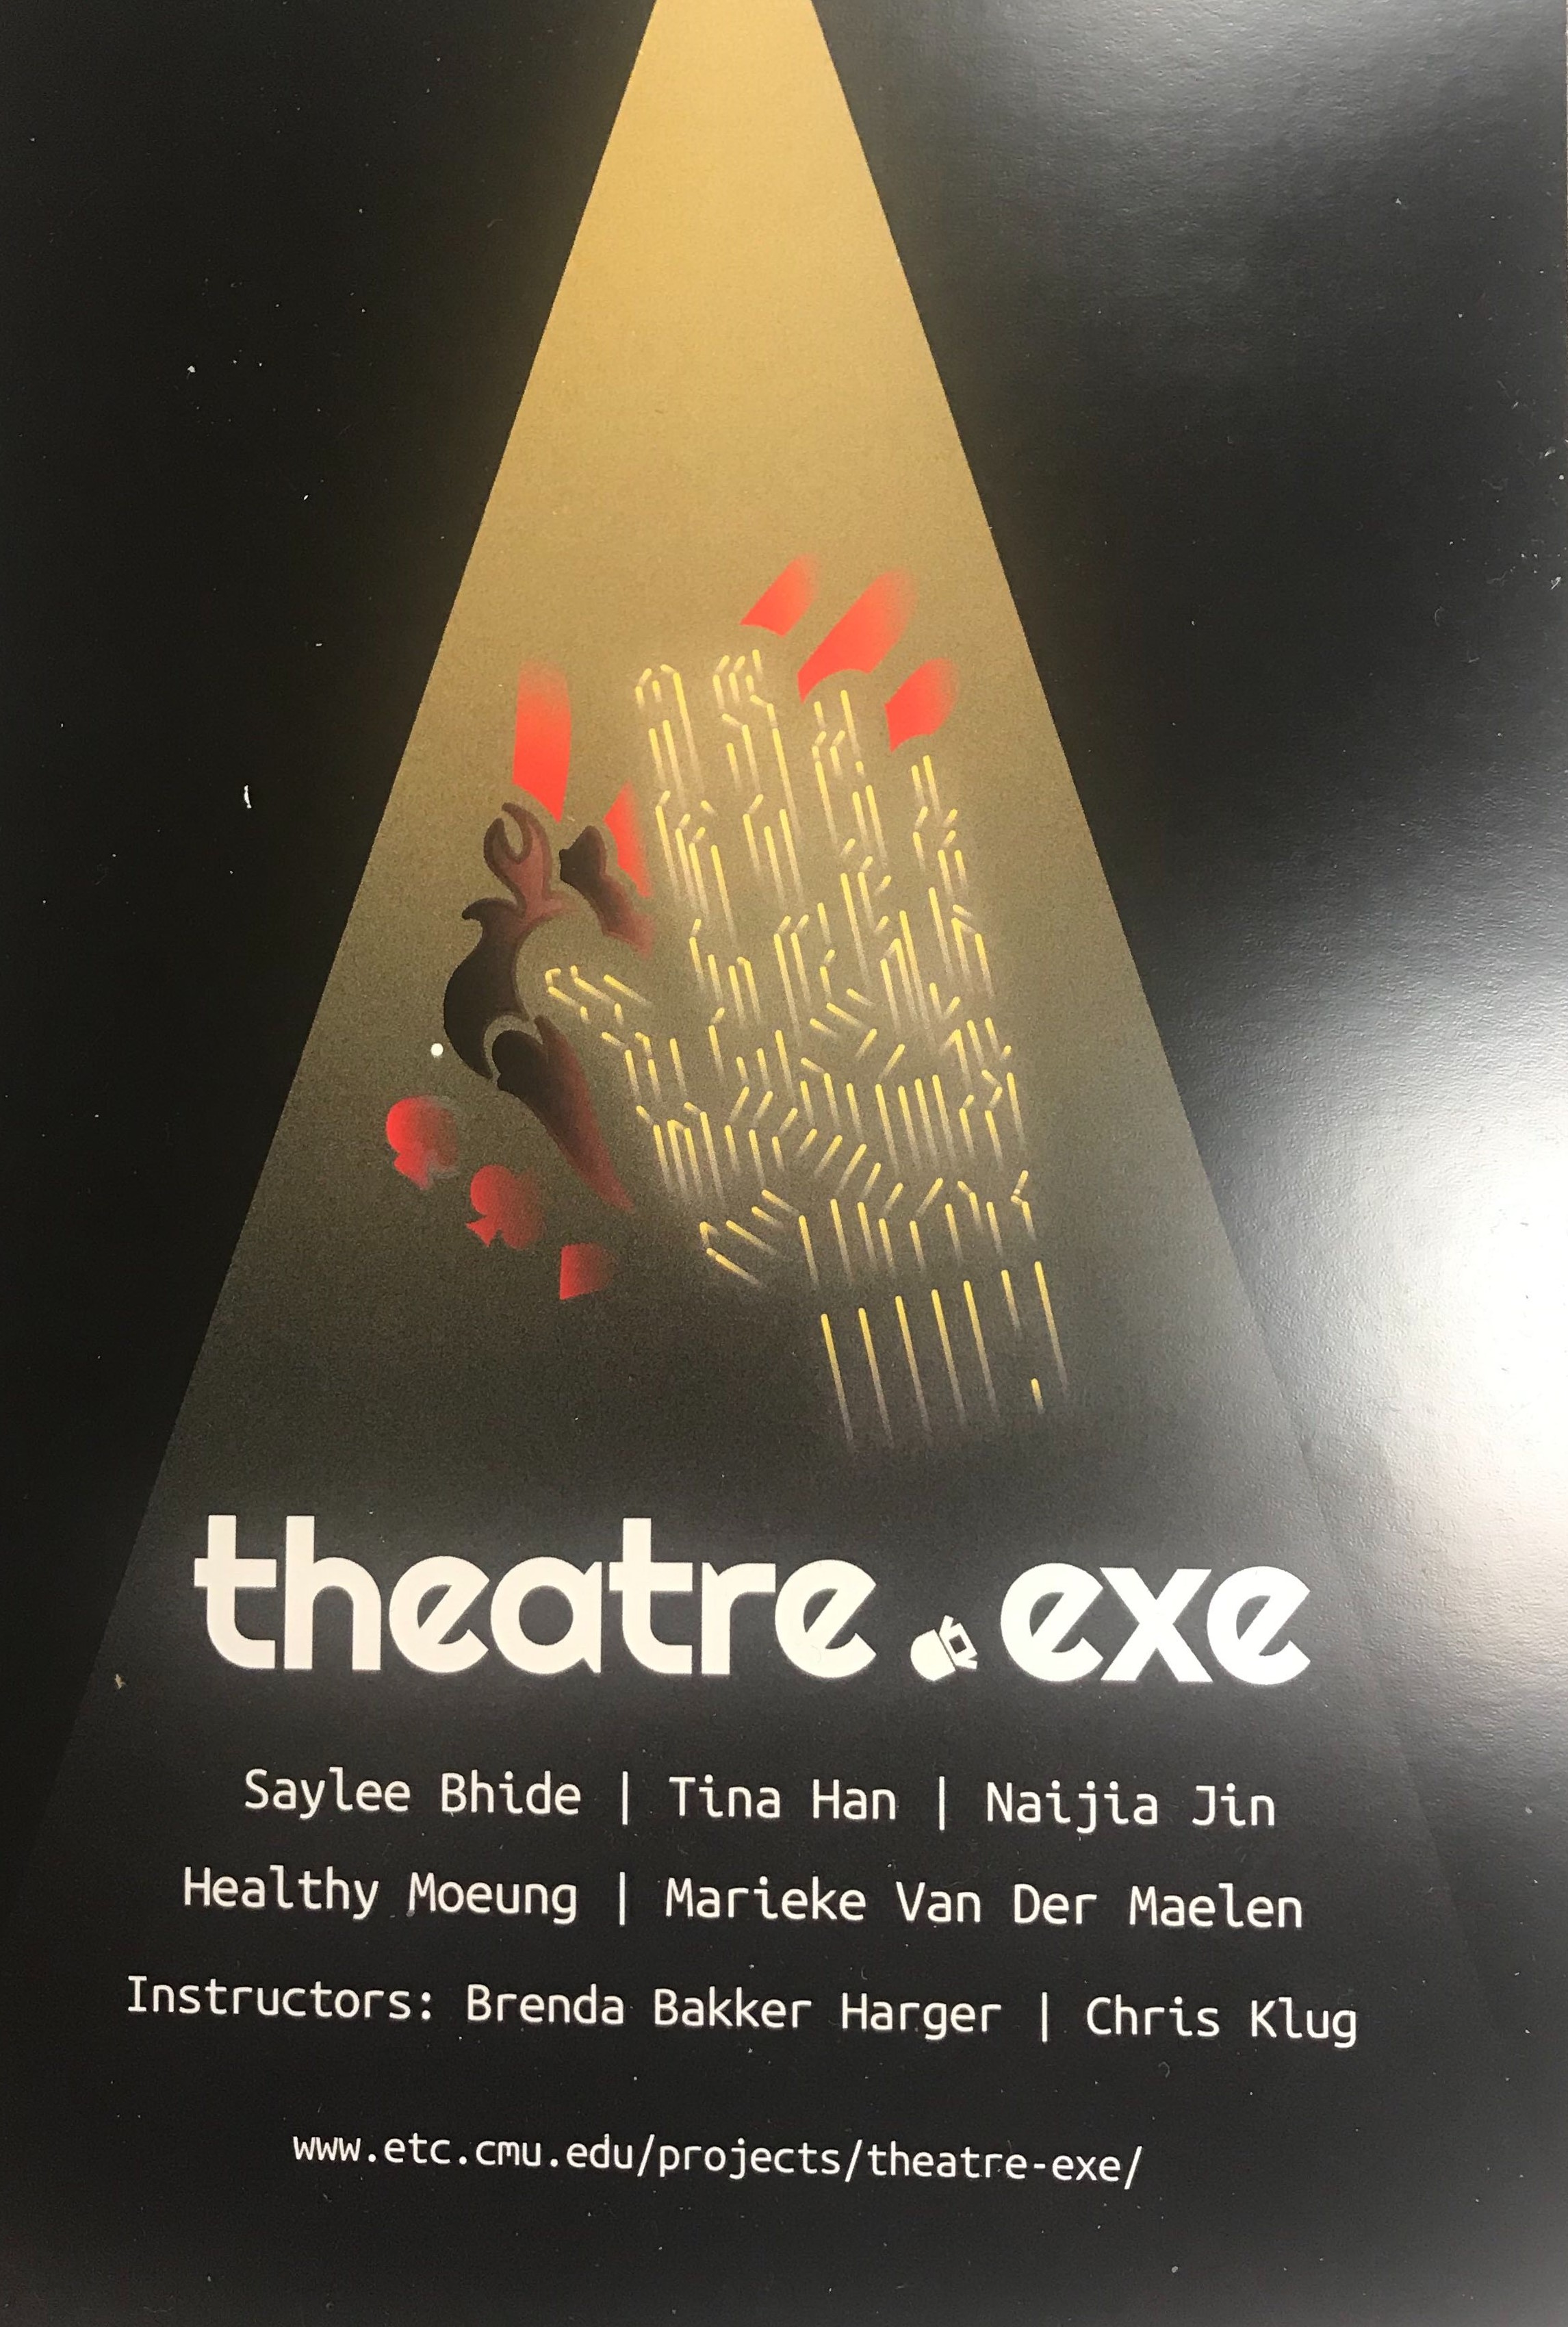 theatre.exe
Saylee Bhide | Tina Han | Naijia Jin
Healthy Moeung | Marieke Van Der Maelen
Instructors: Brenda Bakker Harger | Chris Klug
www.etc.cmu.edu/projects/theatre-exe/